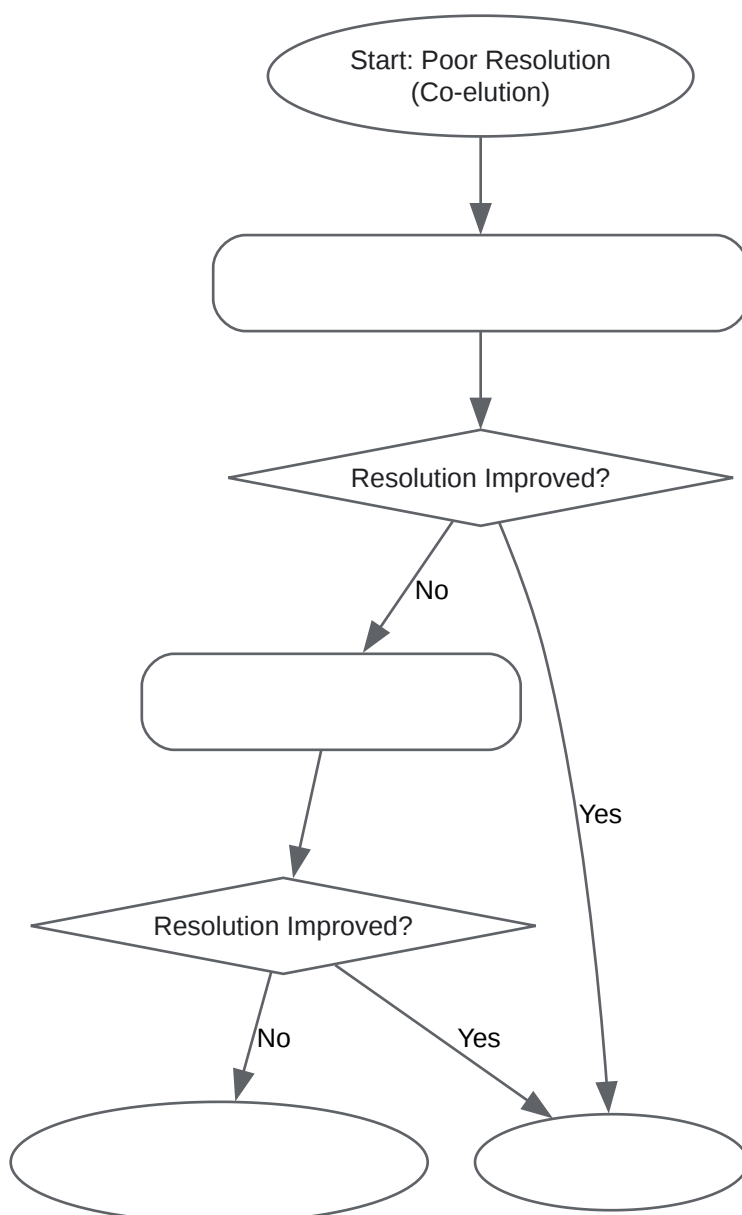 Start: Poor Resolution
(Co-elution)
Resolution Improved?
No
Yes
Resolution Improved?
No
Yes